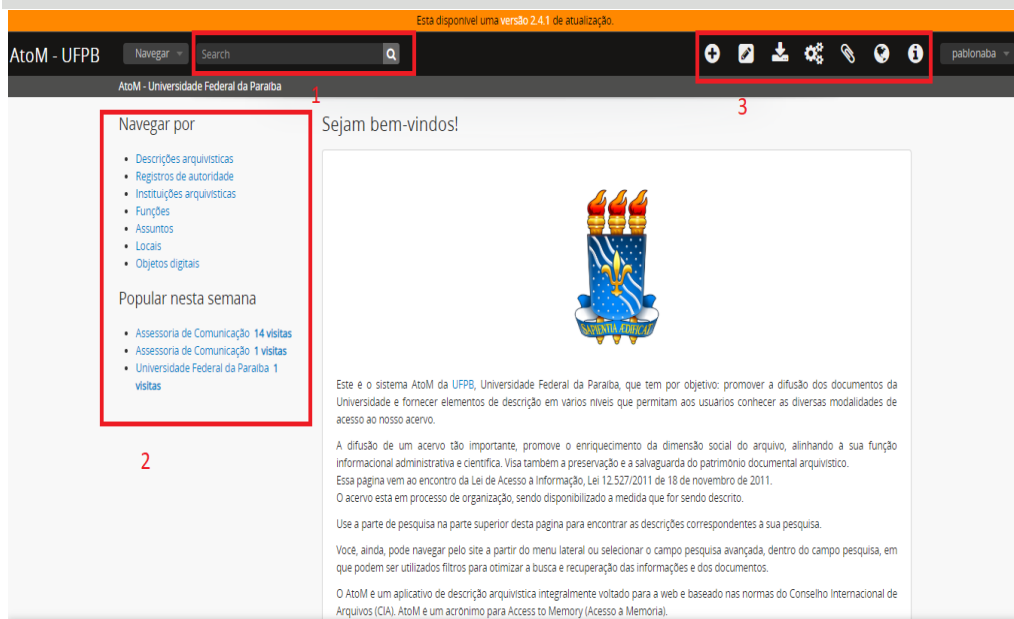 Está disponível uma versão 2.4.1 de atualização.
AtoM - UFPB
Navegar
Search
pablonaba
AtoM - Universidade Federal da Paraíba
1
3
Navegar por
Descrições arquivísticas
Registros de autoridade
Instituições arquivísticas
Funções
Assuntos
Locais
Objetos digitais
Popular nesta semana
Assessoria de Comunicação 14 visitas
Assessoria de Comunicação 1 visitas
Universidade Federal da Paraíba 1
visitas
2
Sejam bem-vindos!
SAPIENTIA ÆDIFICAT
Este é o sistema AtoM da UFPB, Universidade Federal da Paraíba, que tem por objetivo: promover a difusão dos documentos da
Universidade e fornecer elementos de descrição em vários níveis que permitam aos usuários conhecer as diversas modalidades de
acesso ao nosso acervo.
A difusão de um acervo tão importante, promove o enriquecimento da dimensão social do arquivo, alinhando à sua função
informacional administrativa e científica. Visa também a preservação e a salvaguarda do patrimônio documental arquivístico.
Essa página vem ao encontro da Lei de Acesso à Informação, Lei 12.527/2011 de 18 de novembro de 2011.
O acervo está em processo de organização, sendo disponibilizado a medida que for sendo descrito.
Use a parte de pesquisa na parte superior desta página para encontrar as descrições correspondentes à sua pesquisa.
Você, ainda, pode navegar pelo site a partir do menu lateral ou selecionar o campo pesquisa avançada, dentro do campo pesquisa, em
que podem ser utilizados filtros para otimizar a busca e recuperação das informações e dos documentos.
O AtoM é um aplicativo de descrição arquivística integralmente voltado para a web e baseado nas normas do Conselho Internacional de
Arquivos (CIA). AtoM é um acrônimo para Access to Memory (Acesso à Memória).